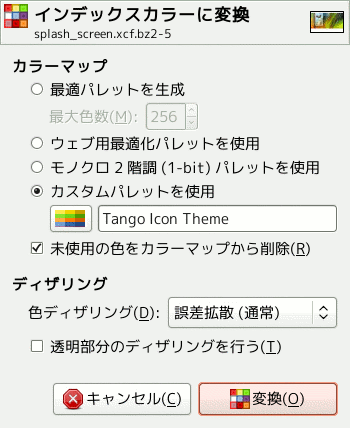 インデックスカラーに変換
splash_screen.xcf.bz2-5
カラーマップ
最適パレットを生成
最大色数(M): 256
ウェブ用最適化パレットを使用
モノクロ 2 階調 (1-bit) パレットを使用
カスタムパレットを使用
Tango Icon Theme
未使用の色をカラーマップから削除(R)
ディザリング
色ディザリング(D): 誤差拡散 (通常)
透明部分のディザリングを行う(T)
キャンセル(C) 変換(O)